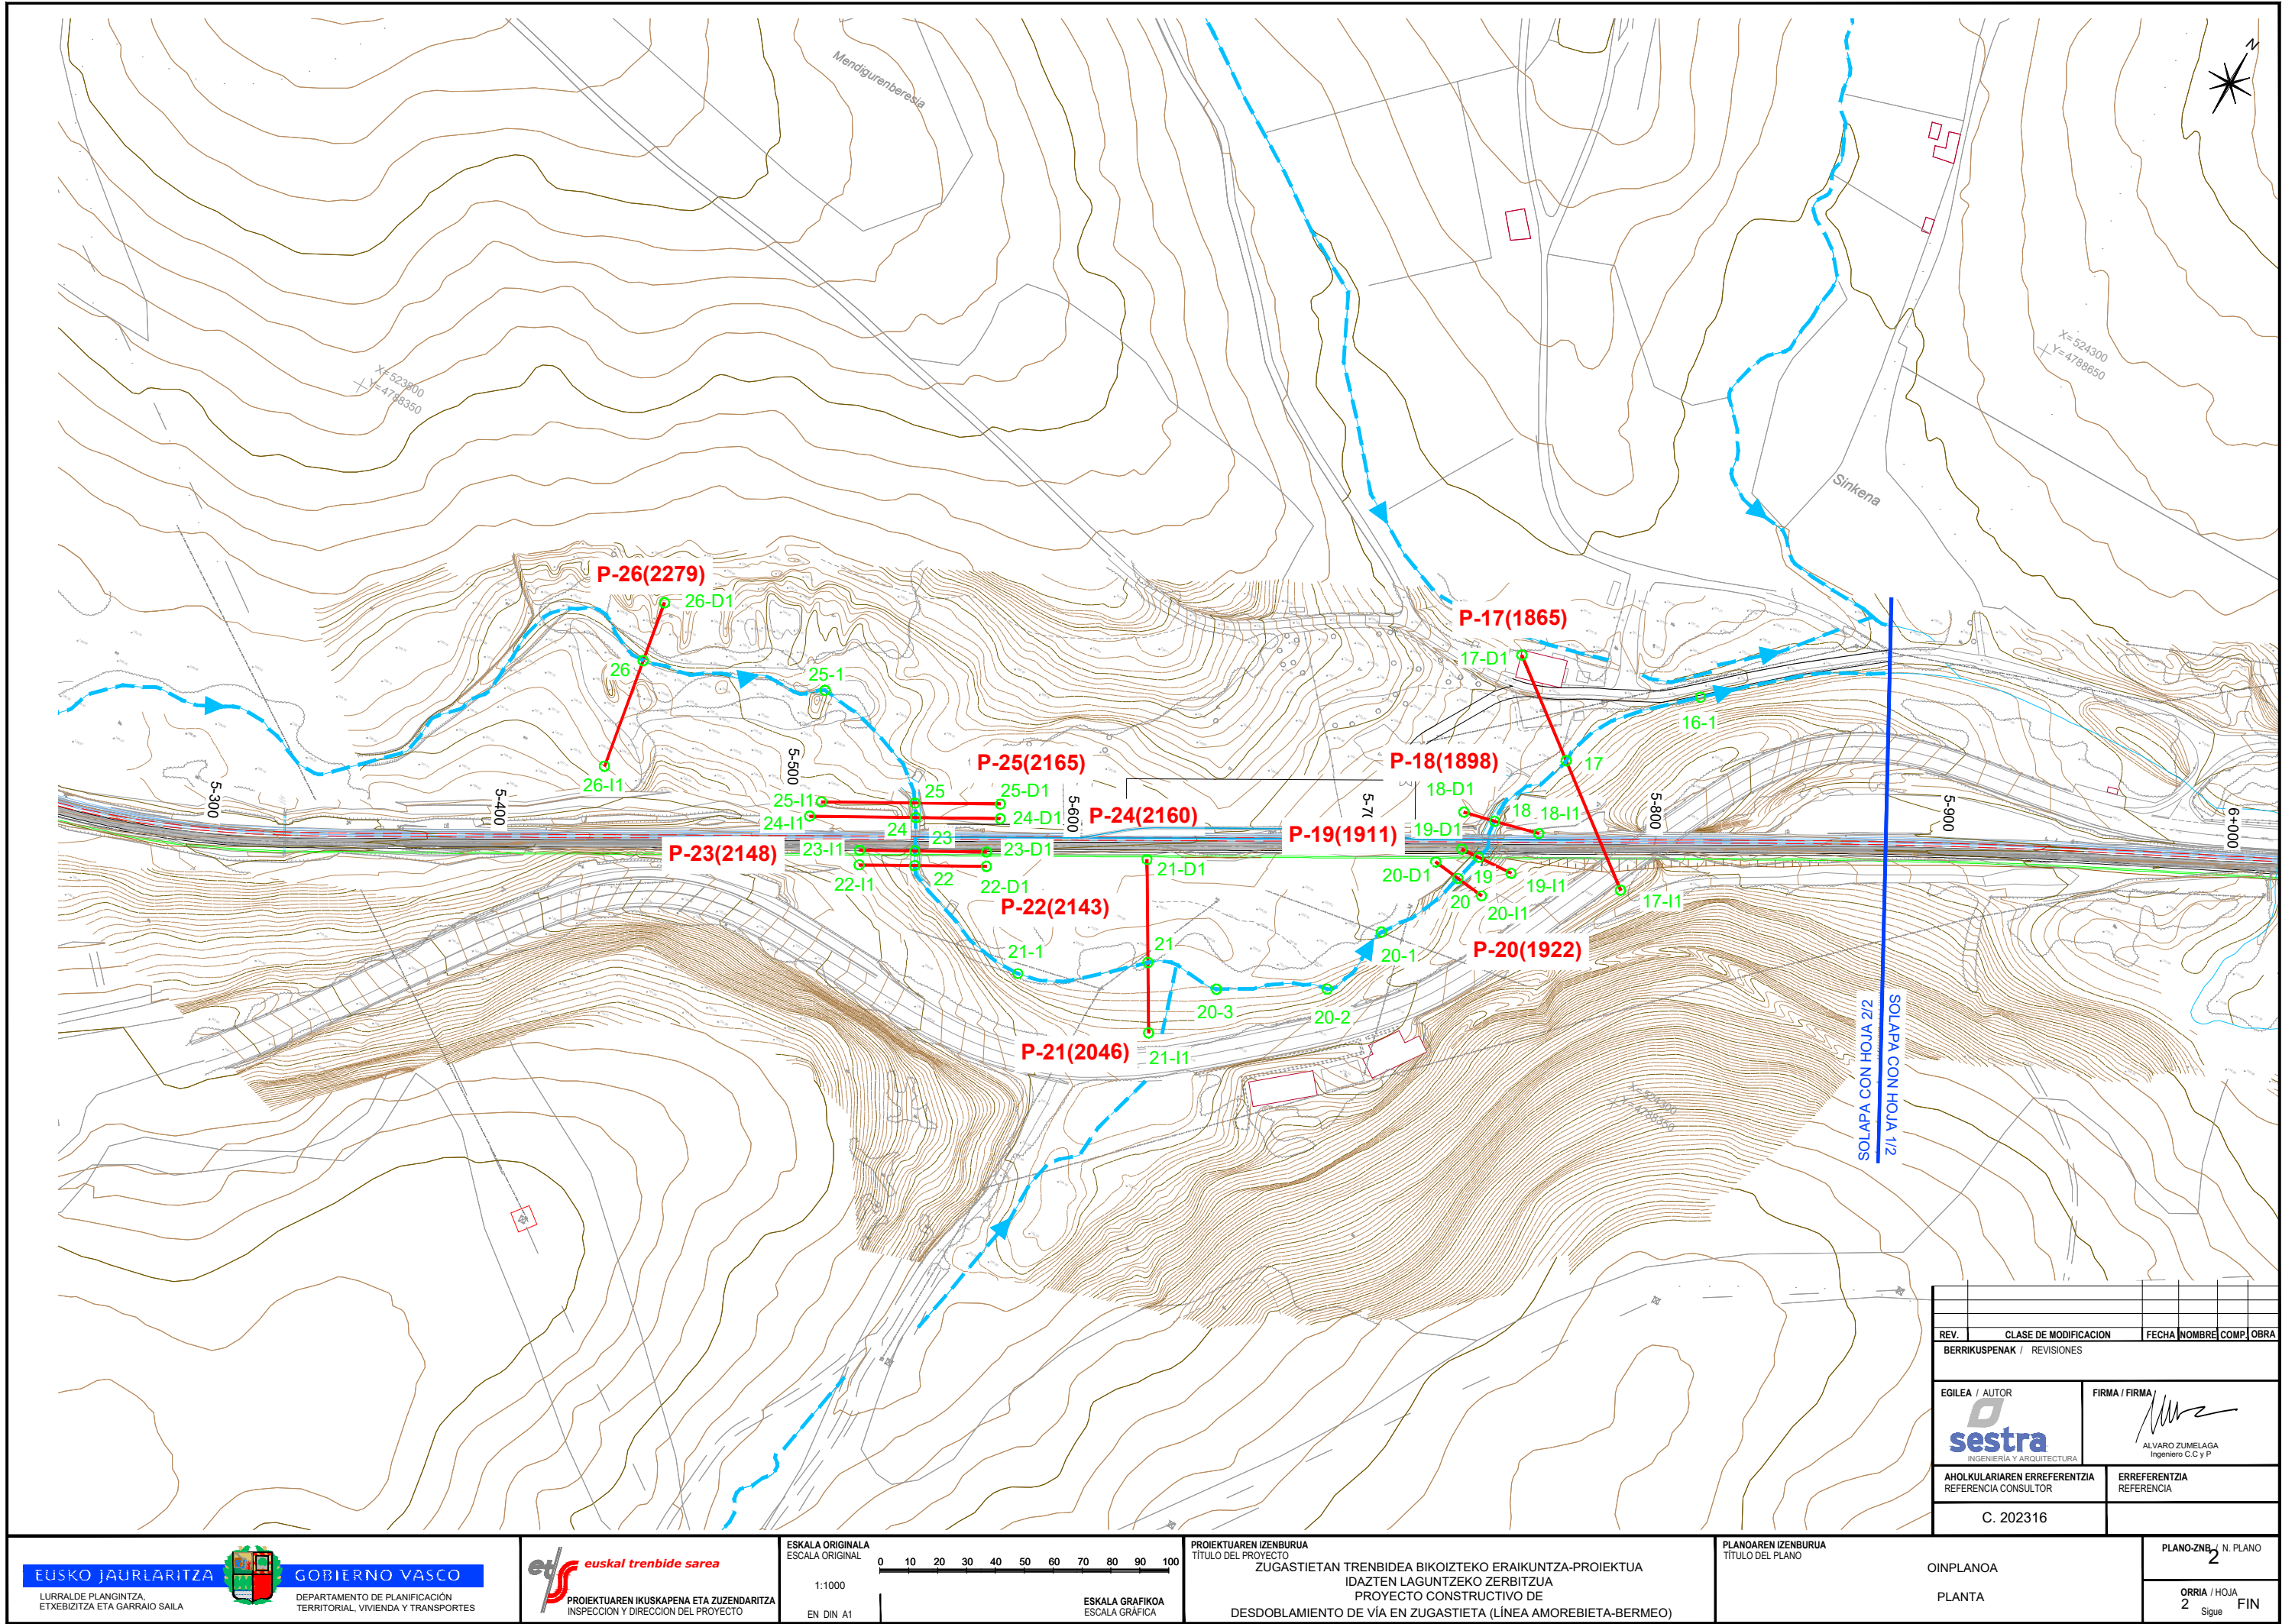 Mendigurenberesia
N
X=523800
Y=4788350
X=524300
Y=4788650
Sinkena
P-26(2279)
26-D1
26
26-I1
25-1
P-17(1865)
17-D1
17
16-1
17-I1
5-300
5-400
5-500
5-600
5-800
5-900
6+000
P-25(2165)
25-I1
25
25-D1
24-I1
24
24-D1
P-24(2160)
P-18(1898)
18-D1
18
18-I1
P-19(1911)
19-D1
19
19-I1
P-23(2148)
23-I1
23
23-D1
22-I1
22
22-D1
P-22(2143)
21-D1
21
21-1
21-I1
P-21(2046)
20-D1
20
20-I1
P-20(1922)
20-1
20-2
20-3
SOLAPA CON HOJA 2/2
SOLAPA CON HOJA 1/2
REV.
CLASE DE MODIFICACION
FECHA
NOMBRE
COMP.
OBRA
BERRIKUSPENAK / REVISIONES
EGILEA / AUTOR
sestra
INGENIERÍA Y ARQUITECTURA
FIRMA / FIRMA
ALVARO ZUMELAGA
Ingeniero C.C y P
AHOLKULARIAREN ERREFERENTZIA
REFERENCIA CONSULTOR
ERREFERENTZIA
REFERENCIA
C. 202316
EUSKO JAURLARITZA
GOBIERNO VASCO
LURRALDE PLANGINTZA,
ETXEBIZITZA ETA GARRAIO SAILA
DEPARTAMENTO DE PLANIFICACIÓN
TERRITORIAL, VIVIENDA Y TRANSPORTES
ets
euskal trenbide sarea
PROIEKTUAREN IKUSKAPENA ETA ZUZENDARITZA
INSPECCION Y DIRECCION DEL PROYECTO
ESKALA ORIGINALA
ESCALA ORIGINAL
1:1000
EN DIN A1
0 10 20 30 40 50 60 70 80 90 100
ESKALA GRAFIKOA
ESCALA GRÁFICA
PROIEKTUAREN IZENBURUA
TÍTULO DEL PROYECTO
ZUGASTIETAN TRENBIDEA BIKOIZTEKO ERAIKUNTZA-PROIEKTUA
IDAZTEN LAGUNTZEKO ZERBITZUA
PROYECTO CONSTRUCTIVO DE
DESDOBLAMIENTO DE VÍA EN ZUGASTIETA (LÍNEA AMOREBIETA-BERMEO)
PLANOAREN IZENBURUA
TÍTULO DEL PLANO
OINPLANOA
PLANTA
PLANO-ZNB. / N. PLANO
2
ORRIA / HOJA
2 Sigue FIN